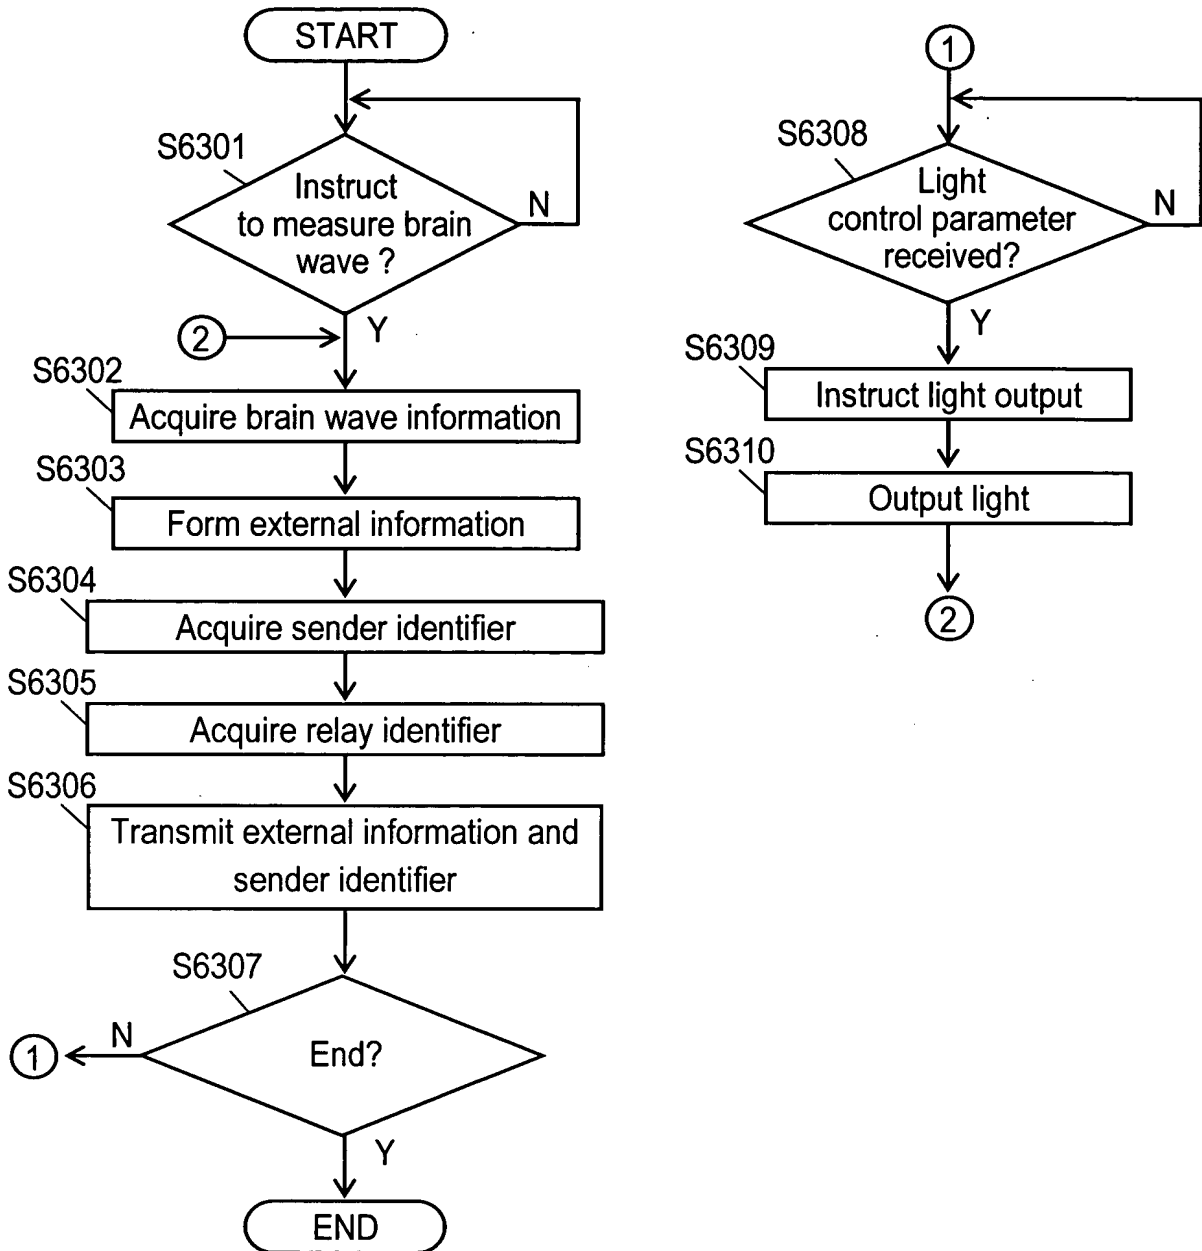 START
S6301
Instruct
to measure brain
wave ?
N
Y
2
S6302
Acquire brain wave information
S6303
Form external information
S6304
Acquire sender identifier
S6305
Acquire relay identifier
S6306
Transmit external information and
sender identifier
S6307
End?
N
1
Y
END
1
S6308
Light
control parameter
received?
N
Y
S6309
Instruct light output
S6310
Output light
2